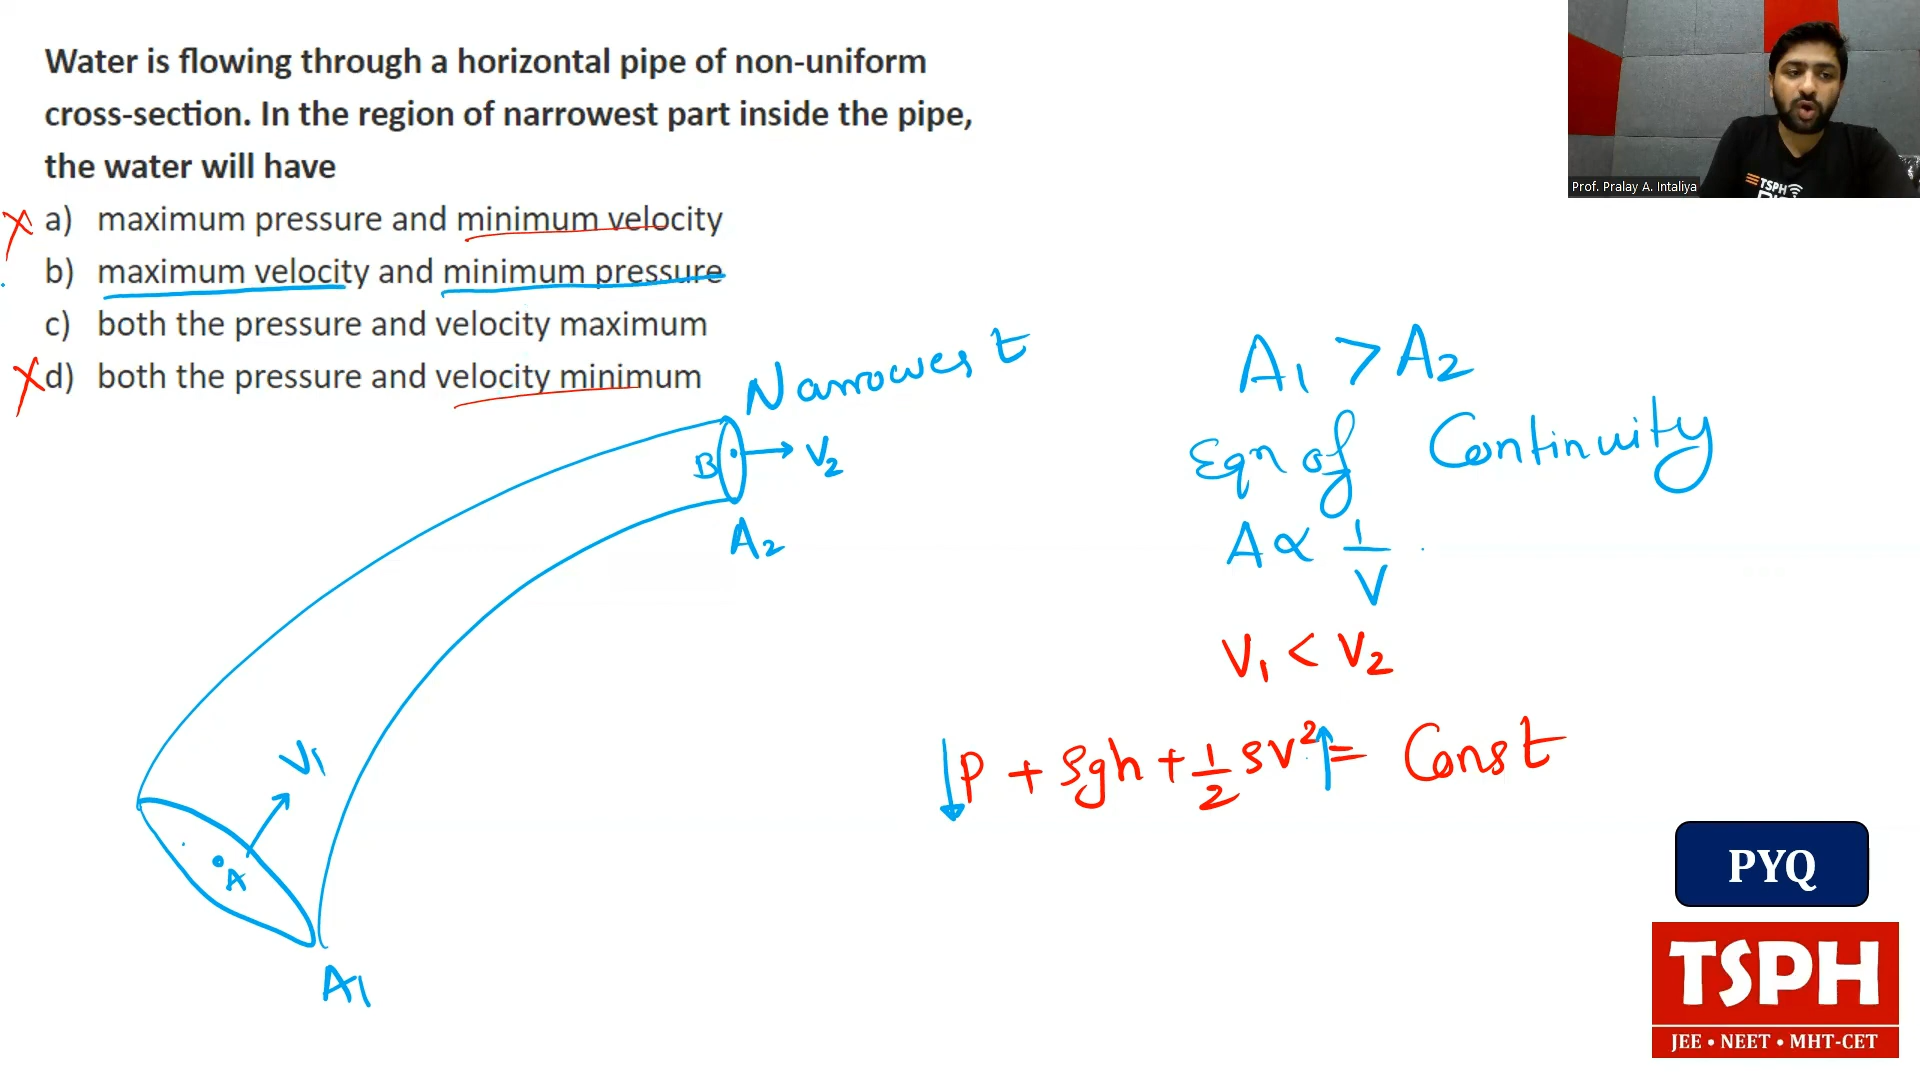 Water is flowing through a horizontal pipe of non-uniform
cross-section. In the region of narrowest part inside the pipe,
the water will have
a) maximum pressure and minimum velocity
b) maximum velocity and minimum pressure
c) both the pressure and velocity maximum
d) both the pressure and velocity minimum
Prof. Pralay A. Intaliya
TSPH
Narrowest
B
V₂
A₂
V₁
A
A₁
A₁ > A₂
Eqn of Continuity
A ∝ 1/V
V₁ < V₂
↓P + ρgh + 1/2 ρv²↑ = Const
PYQ
TSPH
JEE • NEET • MHT-CET